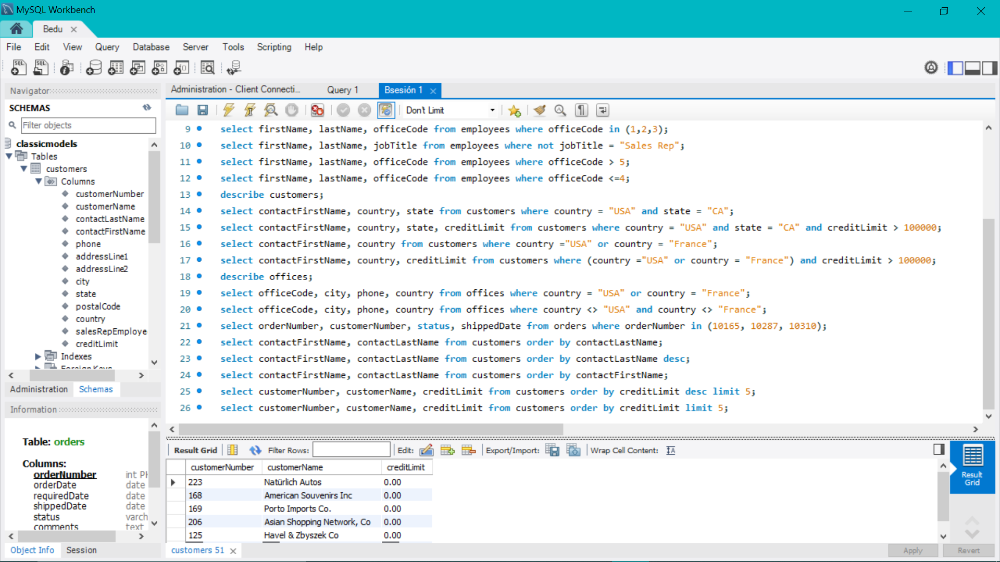 MySQL Workbench
Bedu
File Edit View Query Database Server Tools Scripting Help
Navigator
SCHEMAS
Filter objects
classicmodels
Tables
customers
Columns
customerNumber
customerName
contactLastName
contactFirstName
phone
addressLine1
addressLine2
city
state
postalCode
country
salesRepEmploye
creditLimit
Indexes
Foreign Keys
Administration Schemas
Information
Table: orders
Columns:
orderNumber int PK
orderDate date
requiredDate date
shippedDate date
status varch
comments text
Object Info Session
Administration - Client Connecti... Query 1 Bsesión 1
Don't Limit
9 select firstName, lastName, officeCode from employees where officeCode in (1,2,3);
10 select firstName, lastName, jobTitle from employees where not jobTitle = "Sales Rep";
11 select firstName, lastName, officeCode from employees where officeCode > 5;
12 select firstName, lastName, officeCode from employees where officeCode <=4;
13 describe customers;
14 select contactFirstName, country, state from customers where country = "USA" and state = "CA";
15 select contactFirstName, country, state, creditLimit from customers where country = "USA" and state = "CA" and creditLimit > 100000;
16 select contactFirstName, country from customers where country ="USA" or country = "France";
17 select contactFirstName, country, creditLimit from customers where (country ="USA" or country = "France") and creditLimit > 100000;
18 describe offices;
19 select officeCode, city, phone, country from offices where country = "USA" or country = "France";
20 select officeCode, city, phone, country from offices where country <> "USA" and country <> "France";
21 select orderNumber, customerNumber, status, shippedDate from orders where orderNumber in (10165, 10287, 10310);
22 select contactFirstName, contactLastName from customers order by contactLastName;
23 select contactFirstName, contactLastName from customers order by contactLastName desc;
24 select contactFirstName, contactLastName from customers order by contactFirstName;
25 select customerNumber, customerName, creditLimit from customers order by creditLimit desc limit 5;
26 select customerNumber, customerName, creditLimit from customers order by creditLimit limit 5;
Result Grid Filter Rows: Edit: Export/Import: Wrap Cell Content:
customerNumber customerName creditLimit
223 Natürlich Autos 0.00
168 American Souvenirs Inc 0.00
169 Porto Imports Co. 0.00
206 Asian Shopping Network, Co 0.00
125 Havel & Zbyszek Co 0.00
Result
Grid
customers 51
Apply Revert